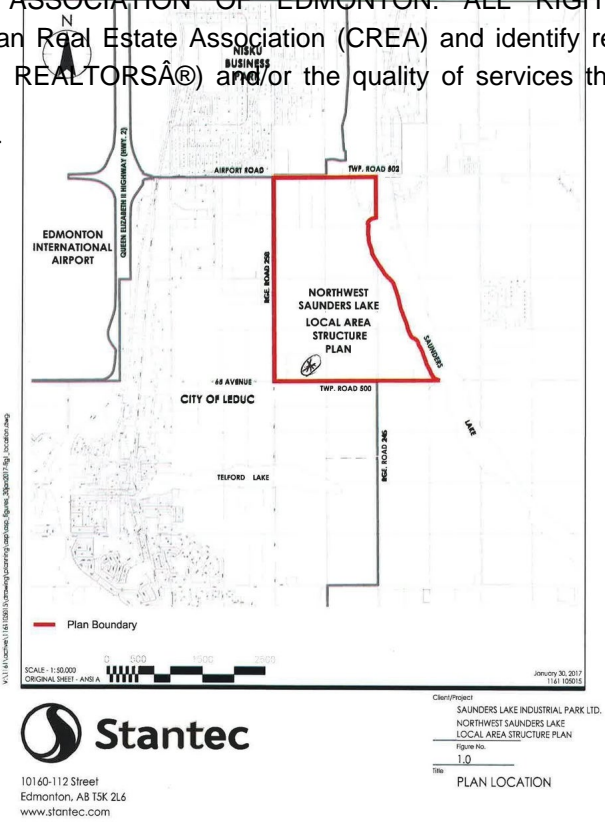 ASSOCIATION OF EDMONTON. ALL RIGHT
an Real Estate Association (CREA) and identify re
REALTORSÂ®) and/or the quality of services th
.
N
NISKU
BUSINESS
PARK
QUEEN ELIZABETH II HIGHWAY (HWY. 2)
AIRPORT ROAD
TWP. ROAD 502
EDMONTON
INTERNATIONAL
AIRPORT
RGE. ROAD 250
NORTHWEST
SAUNDERS LAKE
LOCAL AREA
STRUCTURE
PLAN
SAUNDERS
LAKE
65 AVENUE
TWP. ROAD 500
CITY OF LEDUC
RGE. ROAD 245
TELFORD LAKE
Plan Boundary
0 500 1500 2500
SCALE - 1:50,000
ORIGINAL SHEET - ANSI A
January 30, 2017
1161 105015
Stantec
10160-112 Street
Edmonton, AB T5K 2L6
www.stantec.com
Client/Project
SAUNDERS LAKE INDUSTRIAL PARK LTD.
NORTHWEST SAUNDERS LAKE
LOCAL AREA STRUCTURE PLAN
Figure No.
1.0
Title
PLAN LOCATION